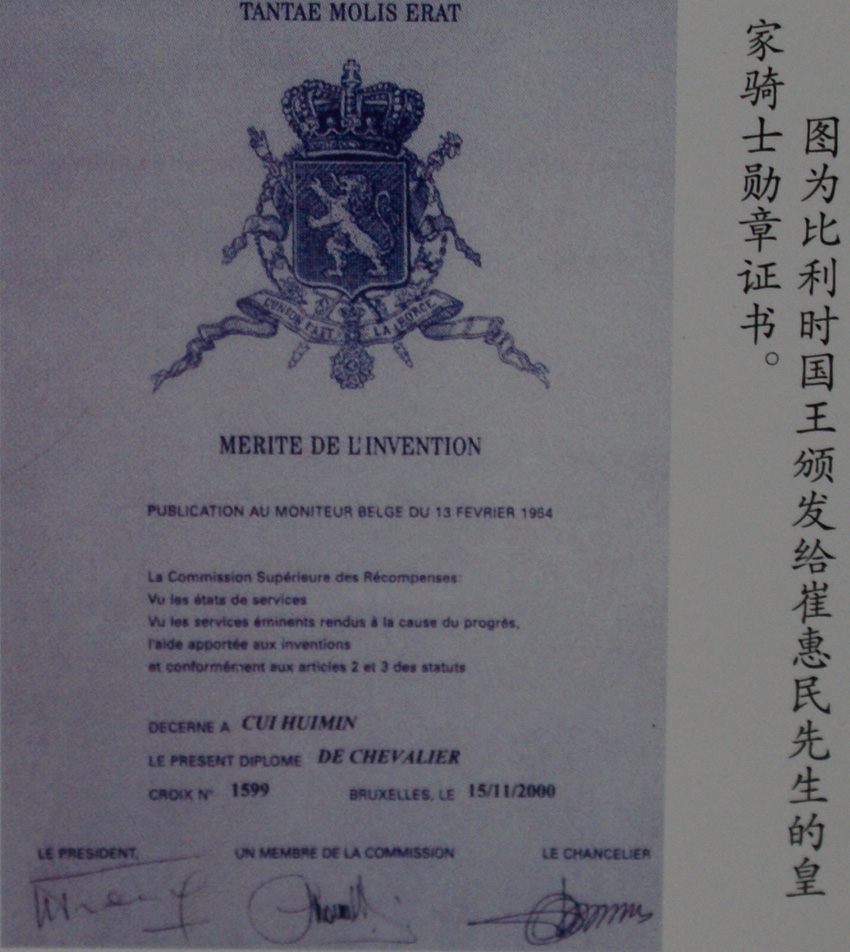 TANTAE MOLIS ERAT
L'UNION FAIT LA FORCE
MERITE DE L'INVENTION
PUBLICATION AU MONITEUR BELGE DU 13 FEVRIER 1954
La Commission Supérieure des Récompenses:
Vu les états de services
Vu les services éminents rendus à la cause du progrès,
l'aide apportée aux inventions
et conformément aux articles 2 et 3 des statuts
DECERNE A CUI HUIMIN
LE PRESENT DIPLOME DE CHEVALIER
CROIX N° 1599 BRUXELLES, LE 15/11/2000
LE PRESIDENT, UN MEMBRE DE LA COMMISSION LE CHANCELIER
图为比利时国王颁发给崔惠民先生的皇
家骑士勋章证书。